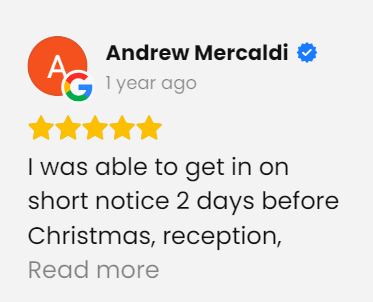 A
G
Andrew Mercaldi
1 year ago
I was able to get in on
short notice 2 days before
Christmas, reception,
Read more